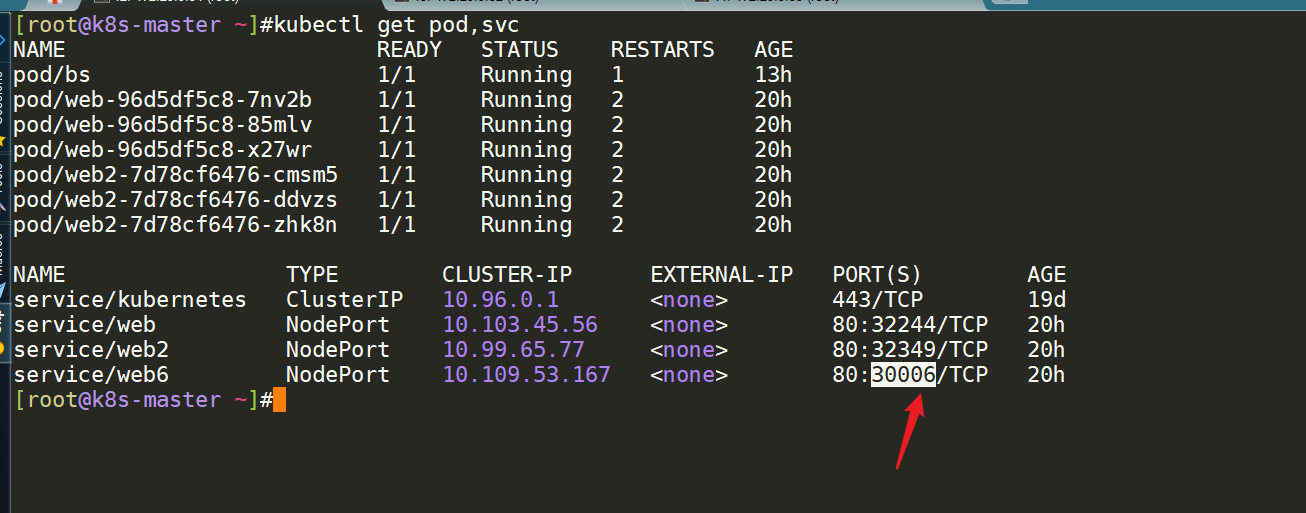 [root@k8s-master ~]#kubectl get pod,svc
NAME READY STATUS RESTARTS AGE
pod/bs 1/1 Running 1 13h
pod/web-96d5df5c8-7nv2b 1/1 Running 2 20h
pod/web-96d5df5c8-85mlv 1/1 Running 2 20h
pod/web-96d5df5c8-x27wr 1/1 Running 2 20h
pod/web2-7d78cf6476-cmsm5 1/1 Running 2 20h
pod/web2-7d78cf6476-ddvzs 1/1 Running 2 20h
pod/web2-7d78cf6476-zhk8n 1/1 Running 2 20h
NAME TYPE CLUSTER-IP EXTERNAL-IP PORT(S) AGE
service/kubernetes ClusterIP 10.96.0.1 <none> 443/TCP 19d
service/web NodePort 10.103.45.56 <none> 80:32244/TCP 20h
service/web2 NodePort 10.99.65.77 <none> 80:32349/TCP 20h
service/web6 NodePort 10.109.53.167 <none> 80:30006/TCP 20h
[root@k8s-master ~]#